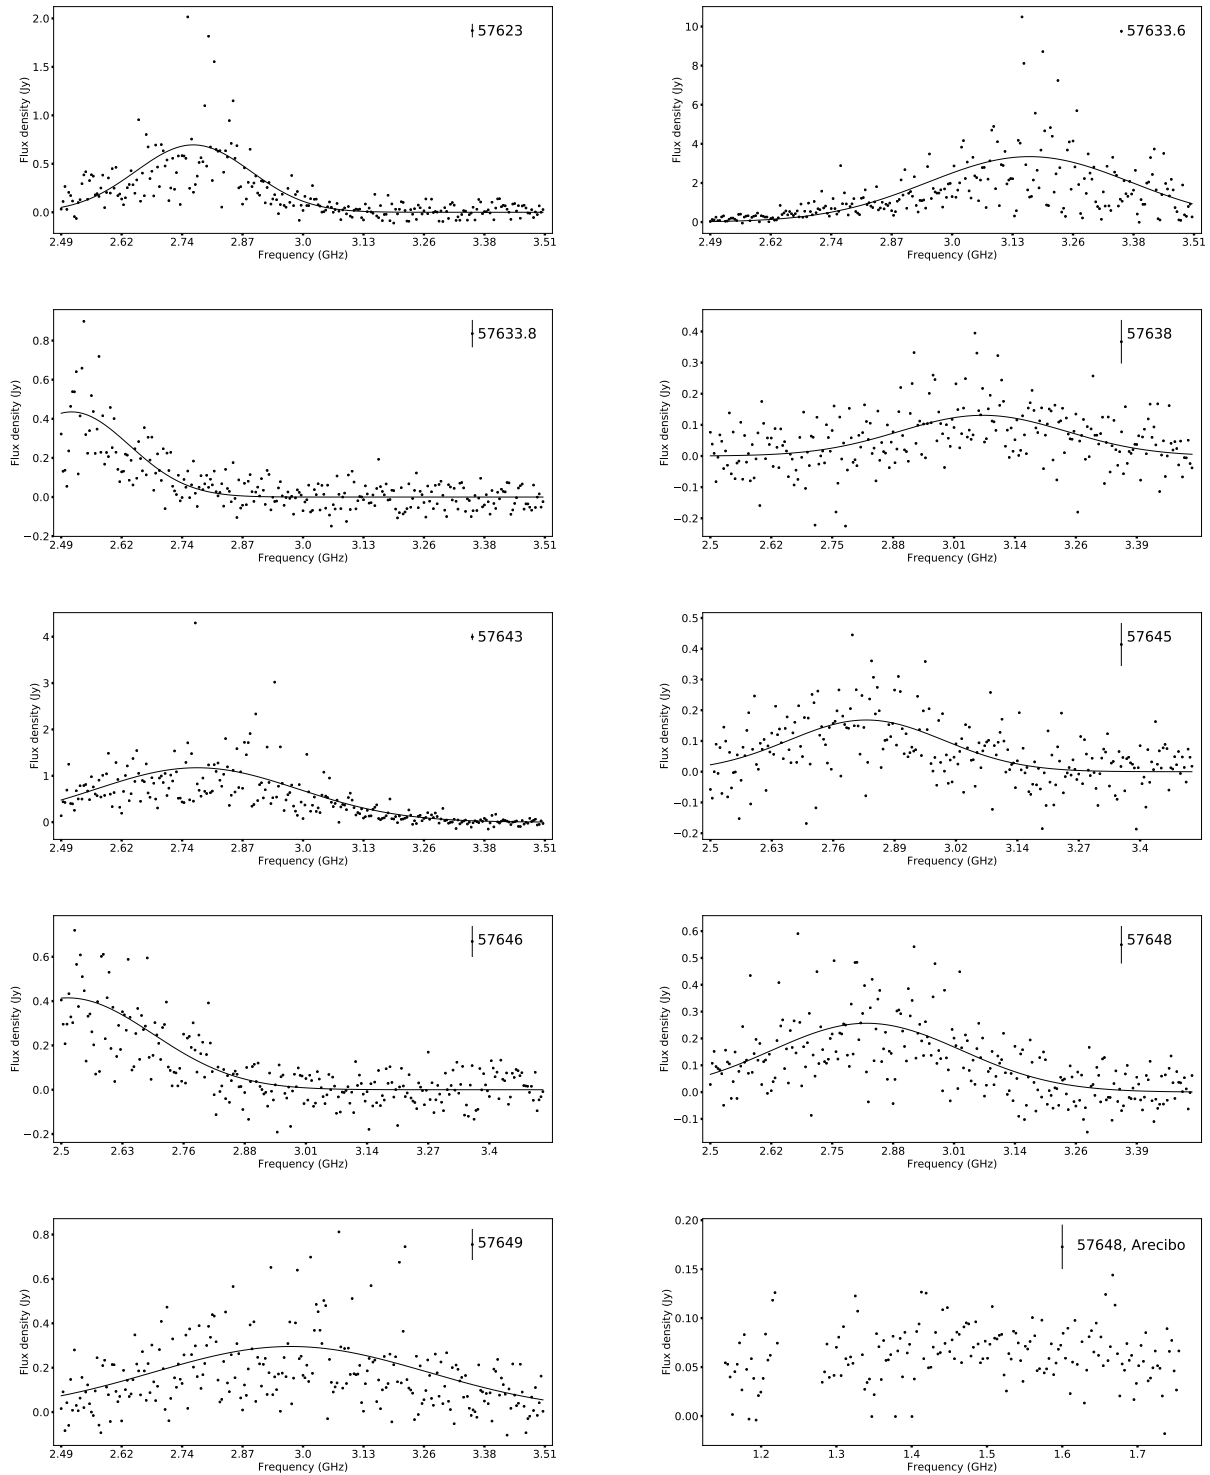 57623
Flux density (Jy)
2.0
1.5
1.0
0.5
0.0
2.49 2.62 2.74 2.87 3.0 3.13 3.26 3.38 3.51
Frequency (GHz)
57633.6
Flux density (Jy)
10
8
6
4
2
0
2.49 2.62 2.74 2.87 3.0 3.13 3.26 3.38 3.51
Frequency (GHz)
57633.8
Flux density (Jy)
0.8
0.6
0.4
0.2
0.0
−0.2
2.49 2.62 2.74 2.87 3.0 3.13 3.26 3.38 3.51
Frequency (GHz)
57638
Flux density (Jy)
0.4
0.3
0.2
0.1
0.0
−0.1
−0.2
2.5 2.62 2.75 2.88 3.01 3.14 3.26 3.39
Frequency (GHz)
57643
Flux density (Jy)
4
3
2
1
0
2.49 2.62 2.74 2.87 3.0 3.13 3.26 3.38 3.51
Frequency (GHz)
57645
Flux density (Jy)
0.5
0.4
0.3
0.2
0.1
0.0
−0.1
−0.2
2.5 2.63 2.76 2.88 3.01 3.14 3.27 3.4
Frequency (GHz)
57646
Flux density (Jy)
0.6
0.4
0.2
0.0
−0.2
2.5 2.63 2.76 2.88 3.01 3.14 3.27 3.4
Frequency (GHz)
57648
Flux density (Jy)
0.6
0.5
0.4
0.3
0.2
0.1
0.0
−0.1
2.5 2.62 2.75 2.88 3.01 3.14 3.26 3.39
Frequency (GHz)
57649
Flux density (Jy)
0.8
0.6
0.4
0.2
0.0
2.49 2.62 2.74 2.87 3.0 3.13 3.26 3.38 3.51
Frequency (GHz)
57648, Arecibo
Flux density (Jy)
0.20
0.15
0.10
0.05
0.00
1.2 1.3 1.4 1.5 1.6 1.7
Frequency (GHz)